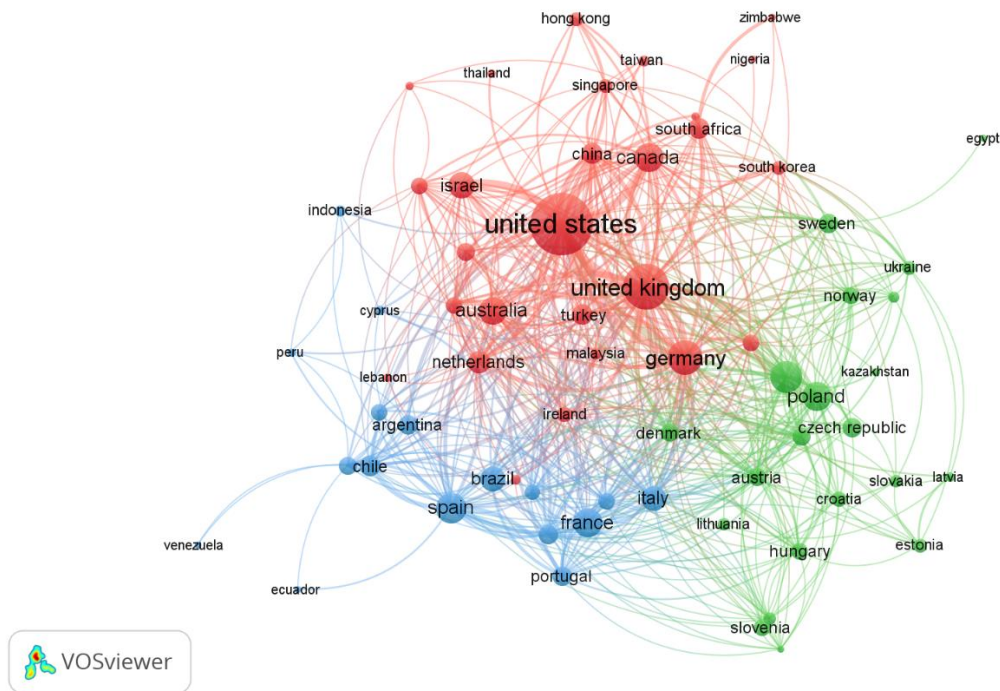 hong kong
zimbabwe
taiwan
nigeria
thailand
singapore
south africa
egypt
china
canada
south korea
israel
indonesia
united states
sweden
ukraine
united kingdom
norway
cyprus
australia
turkey
peru
malaysia
germany
netherlands
kazakhstan
lebanon
poland
ireland
argentina
denmark
czech republic
chile
brazil
austria
slovakia
latvia
spain
italy
croatia
france
lithuania
venezuela
hungary
estonia
portugal
ecuador
slovenia
VOSviewer